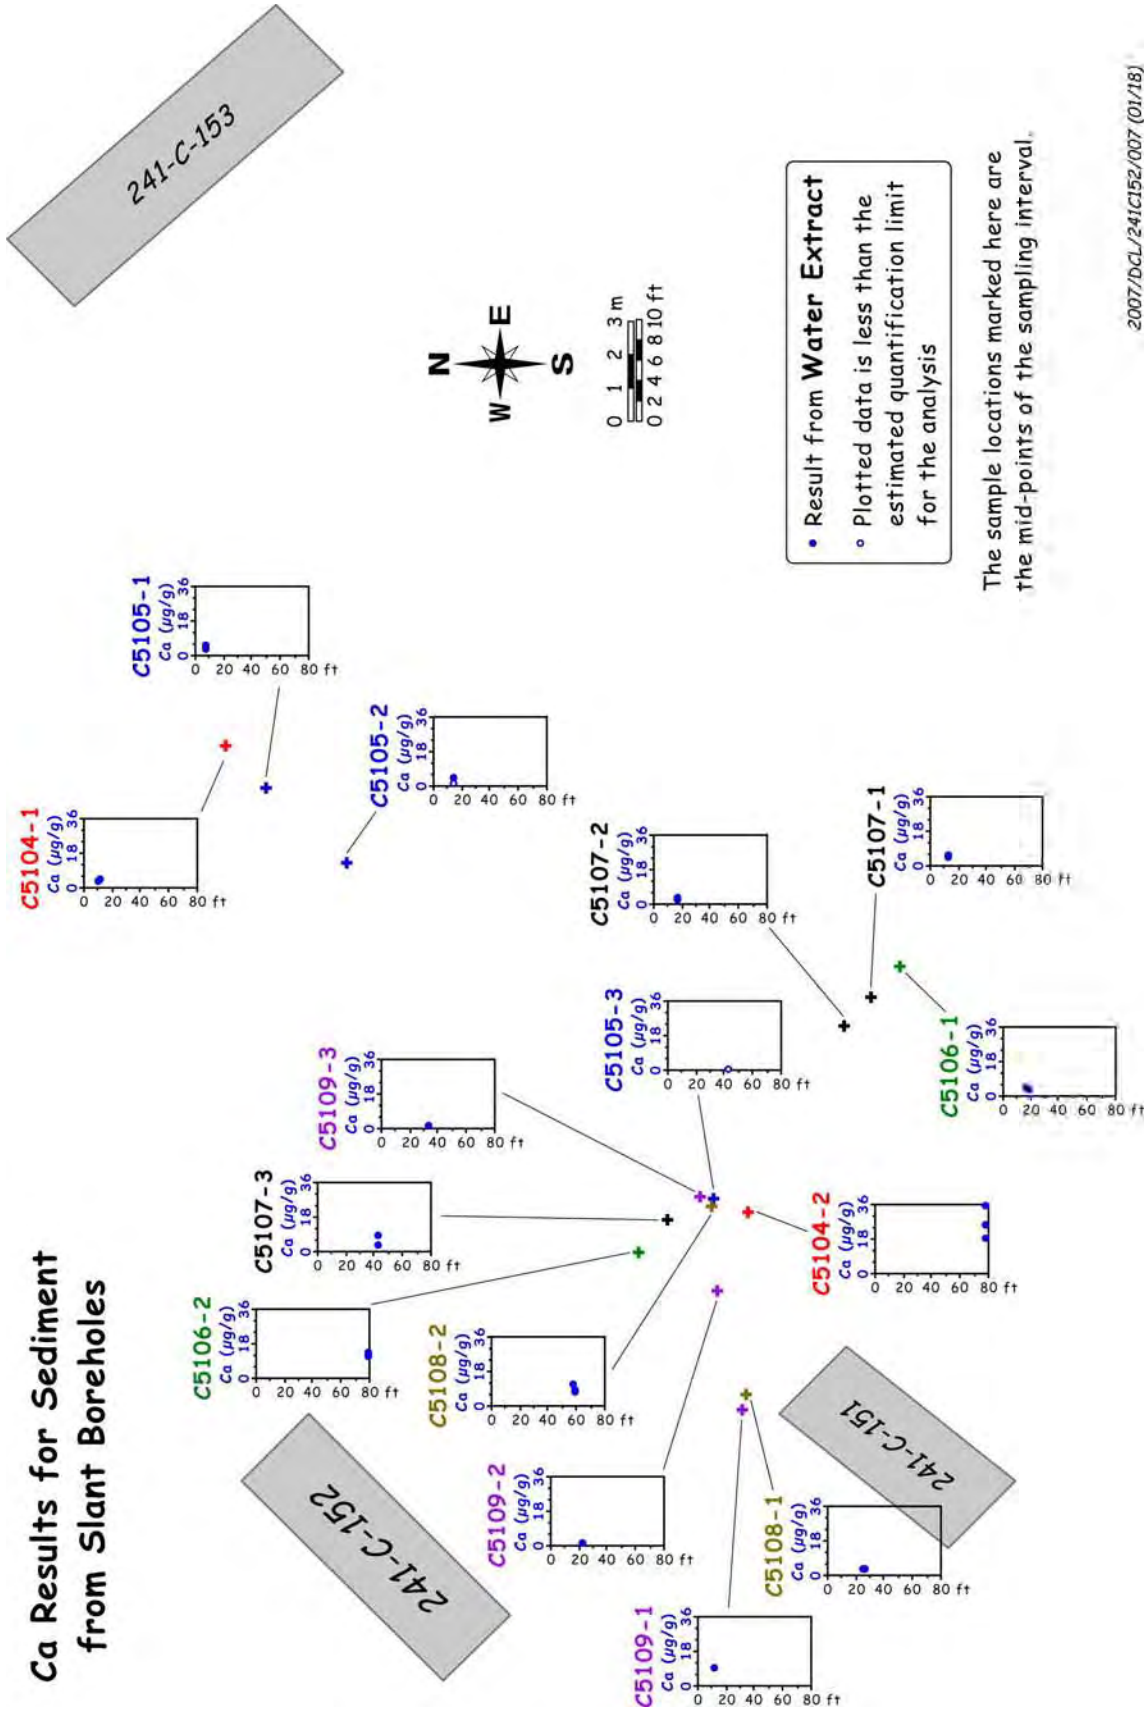 Ca Results for Sediment
from Slant Boreholes
241-C-153
241-C-152
241-C-151
C5104-1
Ca (µg/g)
0 18 36
0 20 40 60 80 ft
C5105-1
Ca (µg/g)
0 18 36
0 20 40 60 80 ft
C5105-2
Ca (µg/g)
0 18 36
0 20 40 60 80 ft
C5109-3
Ca (µg/g)
0 18 36
0 20 40 60 80 ft
C5107-3
Ca (µg/g)
0 18 36
0 20 40 60 80 ft
C5106-2
Ca (µg/g)
0 18 36
0 20 40 60 80 ft
C5108-2
Ca (µg/g)
0 18 36
0 20 40 60 80 ft
C5109-2
Ca (µg/g)
0 18 36
0 20 40 60 80 ft
C5109-1
Ca (µg/g)
0 18 36
0 20 40 60 80 ft
C5108-1
Ca (µg/g)
0 18 36
0 20 40 60 80 ft
C5104-2
Ca (µg/g)
0 18 36
0 20 40 60 80 ft
C5105-3
Ca (µg/g)
0 18 36
0 20 40 60 80 ft
C5107-2
Ca (µg/g)
0 18 36
0 20 40 60 80 ft
C5107-1
Ca (µg/g)
0 18 36
0 20 40 60 80 ft
C5106-1
Ca (µg/g)
0 18 36
0 20 40 60 80 ft
N
W E
S
0 1 2 3 m
0 2 4 6 8 10 ft
Result from Water Extract
Plotted data is less than the
estimated quantification limit
for the analysis
The sample locations marked here are
the mid-points of the sampling interval.
2007/DCL/241C152/007 (01/18)